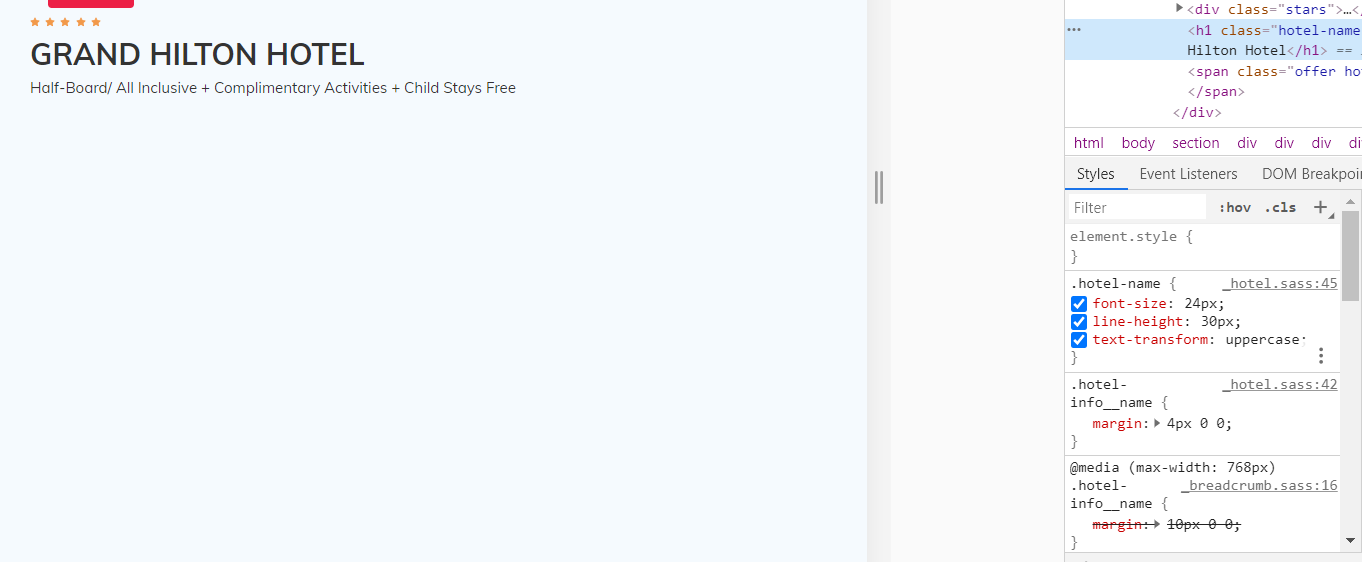 GRAND HILTON HOTEL
Half-Board/ All Inclusive + Complimentary Activities + Child Stays Free
<div class="stars">…</
<h1 class="hotel-name
Hilton Hotel</h1> ==
<span class="offer ho
</span>
</div>
html body section div div div di
Styles Event Listeners DOM Breakpoi
Filter :hov .cls +
element.style {
}
.hotel-name { _hotel.sass:45
font-size: 24px;
line-height: 30px;
text-transform: uppercase;
}
.hotel- _hotel.sass:42
info__name {
margin: 4px 0 0;
}
@media (max-width: 768px)
.hotel- _breadcrumb.sass:16
info__name {
margin: 10px 0 0;
}